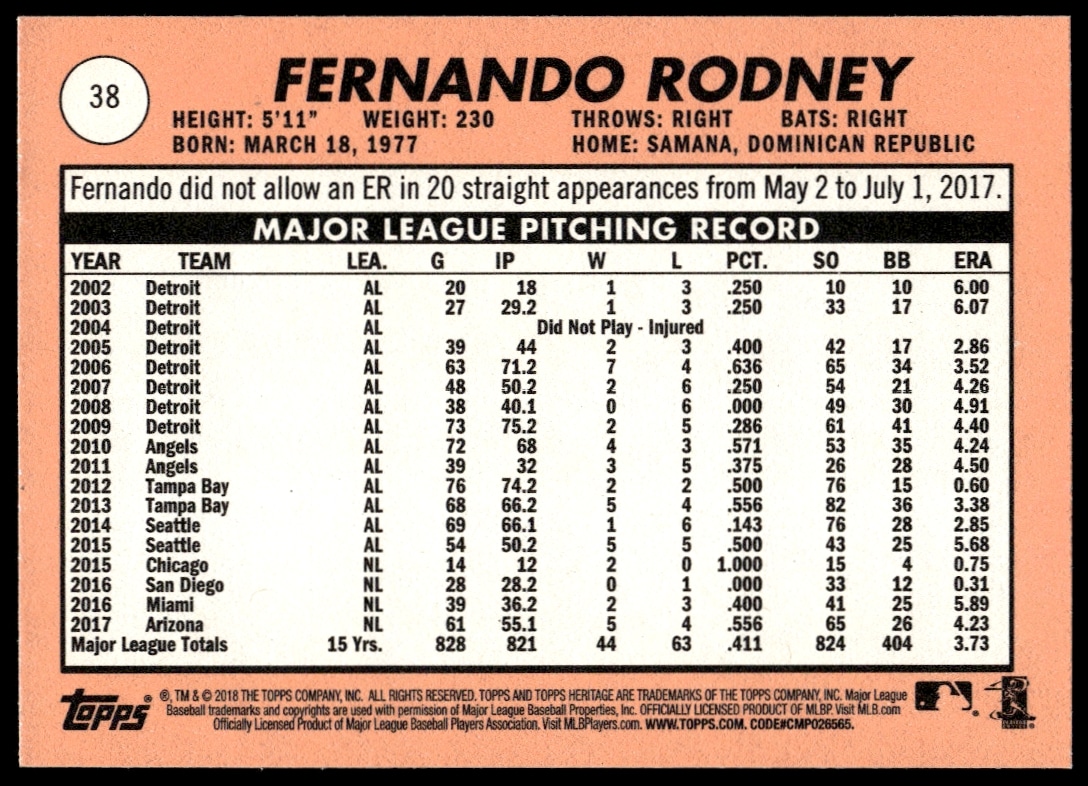 38
FERNANDO RODNEY
HEIGHT: 5'11" WEIGHT: 230 THROWS: RIGHT BATS: RIGHT
BORN: MARCH 18, 1977 HOME: SAMANA, DOMINICAN REPUBLIC
Fernando did not allow an ER in 20 straight appearances from May 2 to July 1, 2017.
MAJOR LEAGUE PITCHING RECORD
YEAR TEAM LEA. G IP W L PCT. SO BB ERA
2002 Detroit AL 20 18 1 3 .250 10 10 6.00
2003 Detroit AL 27 29.2 1 3 .250 33 17 6.07
2004 Detroit AL Did Not Play - Injured
2005 Detroit AL 39 44 2 3 .400 42 17 2.86
2006 Detroit AL 63 71.2 7 4 .636 65 34 3.52
2007 Detroit AL 48 50.2 2 6 .250 54 21 4.26
2008 Detroit AL 38 40.1 0 6 .000 49 30 4.91
2009 Detroit AL 73 75.2 2 5 .286 61 41 4.40
2010 Angels AL 72 68 4 3 .571 53 35 4.24
2011 Angels AL 39 32 3 5 .375 26 28 4.50
2012 Tampa Bay AL 76 74.2 2 2 .500 76 15 0.60
2013 Tampa Bay AL 68 66.2 5 4 .556 82 36 3.38
2014 Seattle AL 69 66.1 1 6 .143 76 28 2.85
2015 Seattle AL 54 50.2 5 5 .500 43 25 5.68
2015 Chicago NL 14 12 2 0 1.000 15 4 0.75
2016 San Diego NL 28 28.2 0 1 .000 33 12 0.31
2016 Miami NL 39 36.2 2 3 .400 41 25 5.89
2017 Arizona NL 61 55.1 5 4 .556 65 26 4.23
Major League Totals 15 Yrs. 828 821 44 63 .411 824 404 3.73
Topps® ®, TM & © 2018 THE TOPPS COMPANY, INC. ALL RIGHTS RESERVED. TOPPS AND TOPPS HERITAGE ARE TRADEMARKS OF THE TOPPS COMPANY, INC. Major League
Baseball trademarks and copyrights are used with permission of Major League Baseball Properties, Inc. OFFICIALLY LICENSED PRODUCT OF MLBP. Visit MLB.com
Officially Licensed Product of Major League Baseball Players Association. Visit MLBPlayers.com. WWW.TOPPS.COM. CODE#CMP026565.